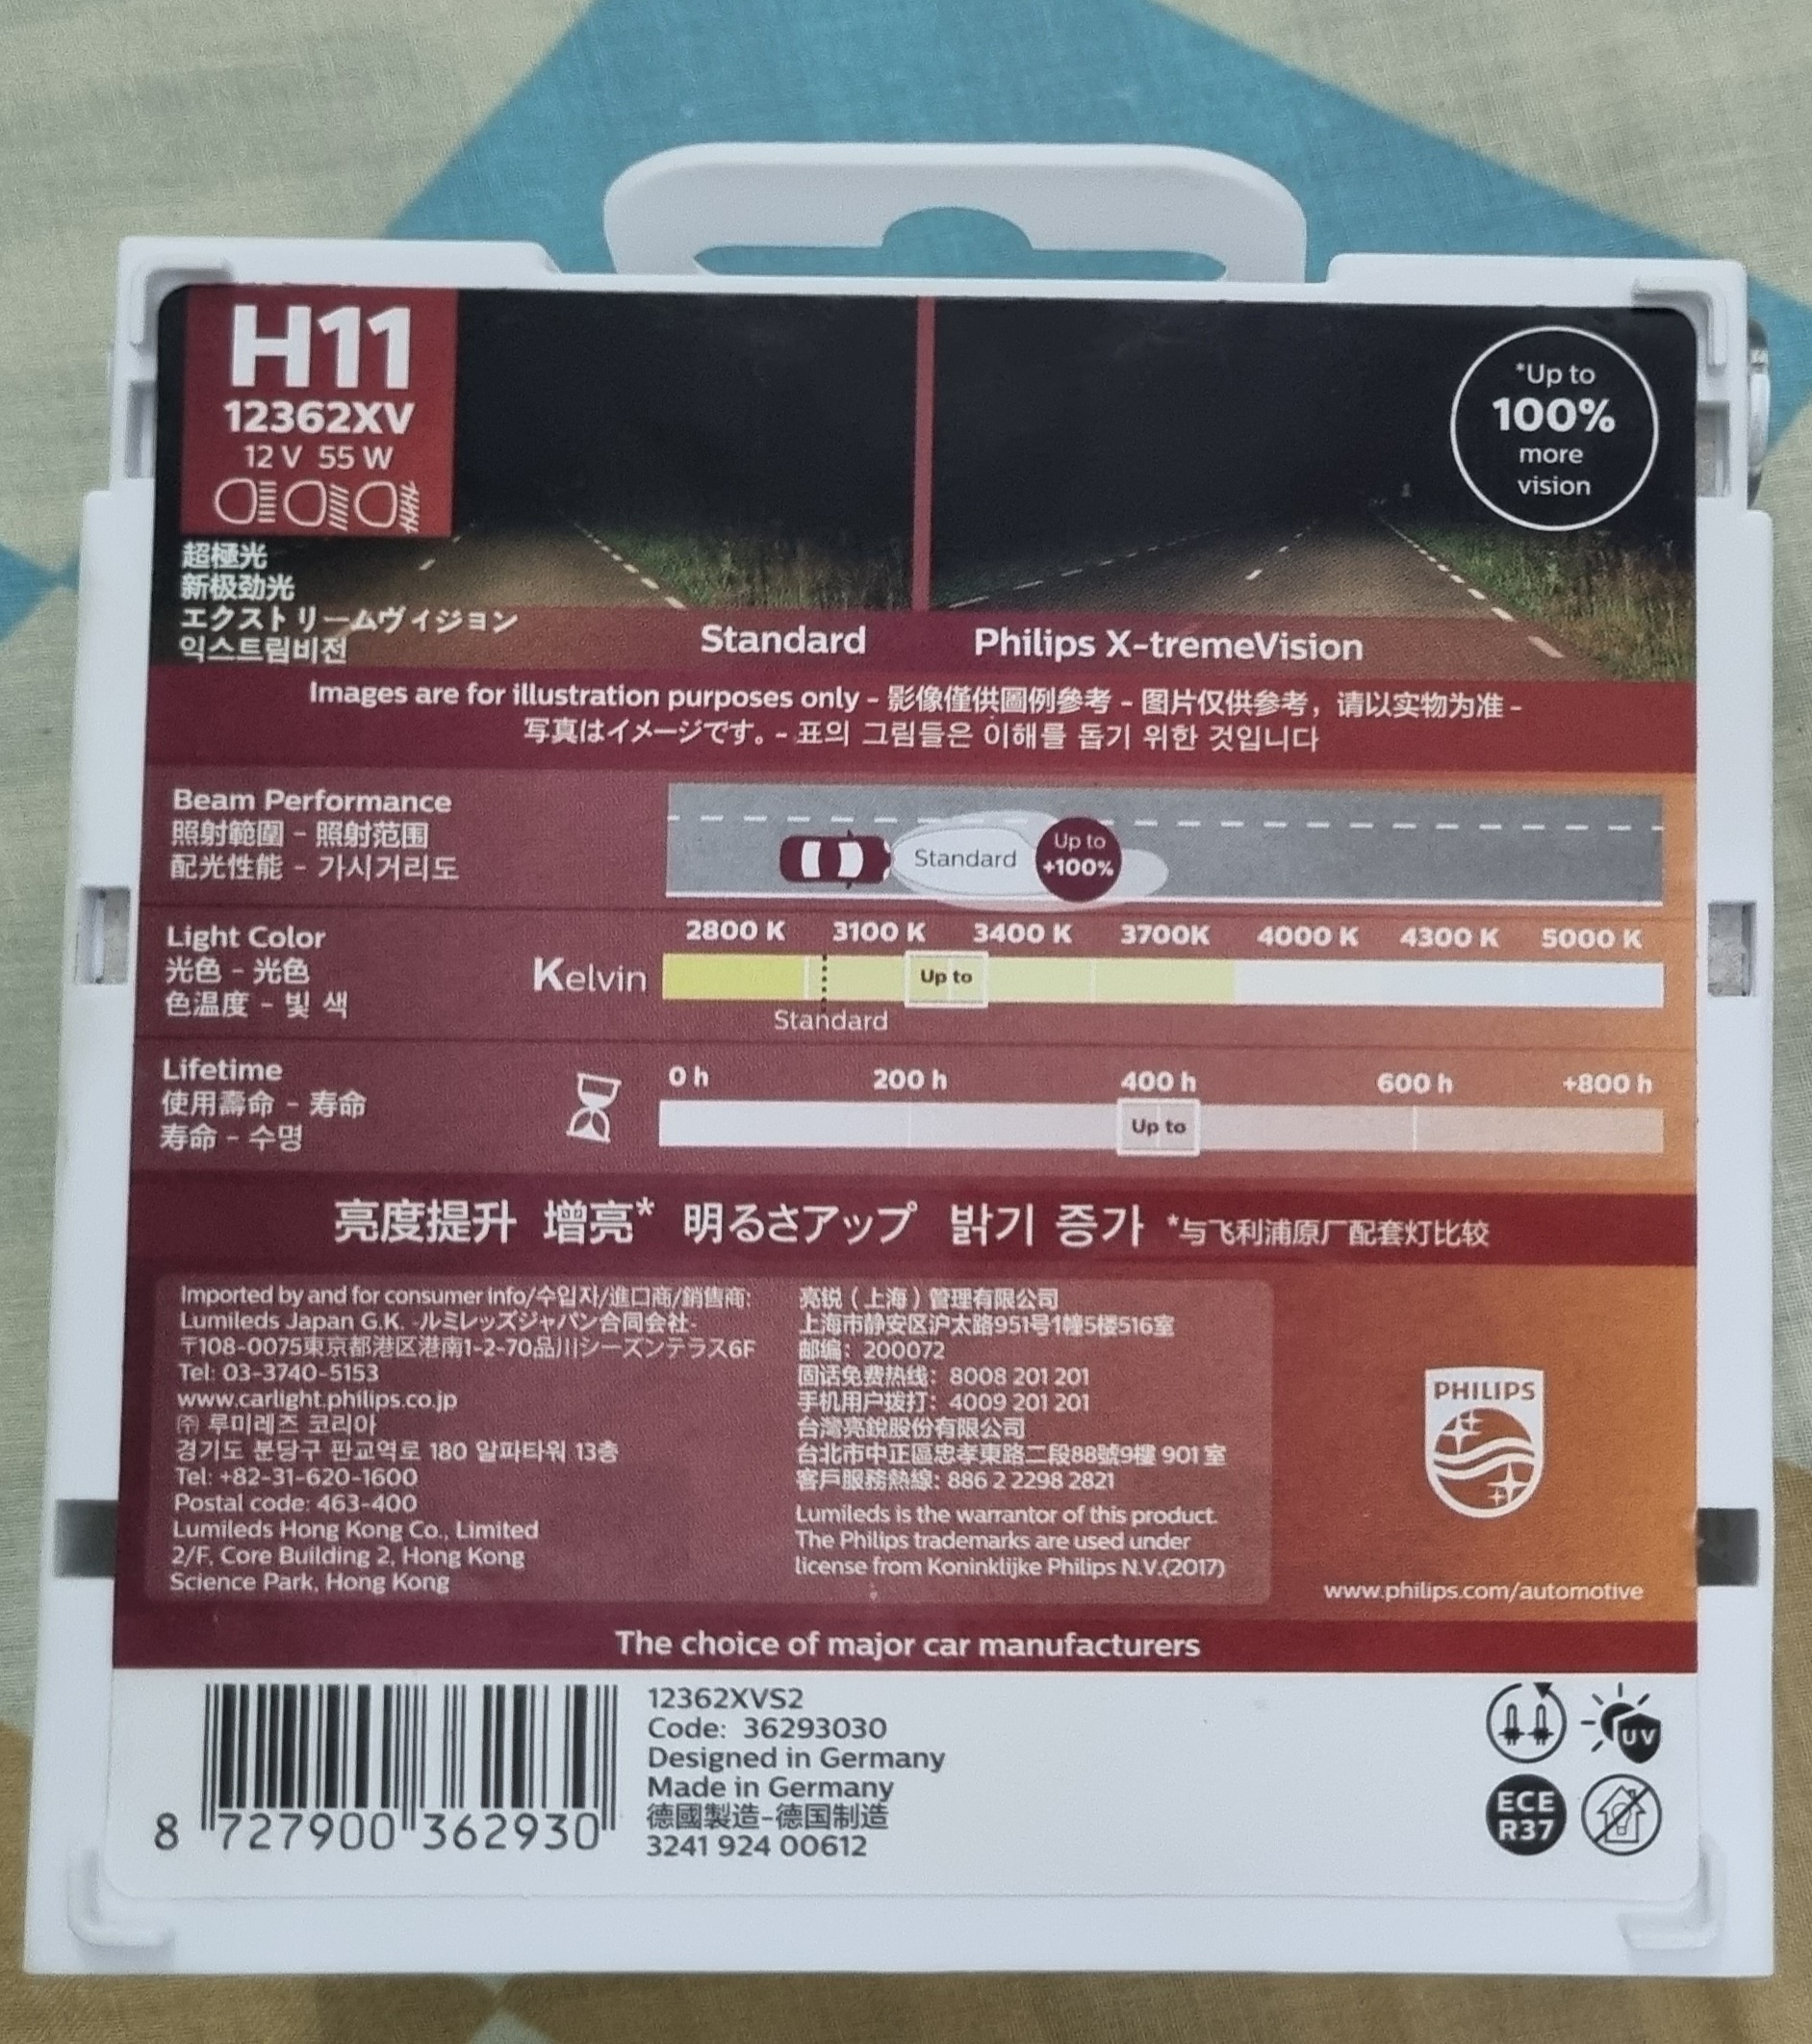 H11
12362XV
12 V 55 W
*Up to
100%
more
vision
超極光
新极劲光
エクストリームヴィジョン
익스트림비전
Standard
Philips X-tremeVision
Images are for illustration purposes only - 影像僅供圖例參考 - 图片仅供参考，请以实物为准 -
写真はイメージです。- 표의 그림들은 이해를 돕기 위한 것입니다
Beam Performance
照射範圍 - 照射范围
配光性能 - 가시거리도
Standard
Up to
+100%
Light Color
光色 - 光色
色温度 - 빛 색
Kelvin
2800 K 3100 K 3400 K 3700K 4000 K 4300 K 5000 K
Up to
Standard
Lifetime
使用壽命 - 寿命
寿命 - 수명
0 h 200 h 400 h 600 h +800 h
Up to
亮度提升 增亮* 明るさアップ 밝기 증가 *与飞利浦原厂配套灯比较
Imported by and for consumer info/수입자/進口商/銷售商:
Lumileds Japan G.K. -ルミレッズジャパン合同会社-
〒108-0075東京都港区港南1-2-70品川シーズンテラス6F
Tel: 03-3740-5153
www.carlight.philips.co.jp
㈜ 루미레즈 코리아
경기도 분당구 판교역로 180 알파타워 13층
Tel: +82-31-620-1600
Postal code: 463-400
Lumileds Hong Kong Co., Limited
2/F, Core Building 2, Hong Kong
Science Park, Hong Kong
亮锐（上海）管理有限公司
上海市静安区沪太路951号1幢5楼516室
邮编：200072
固话免费热线：8008 201 201
手机用户拨打：4009 201 201
台灣亮銳股份有限公司
台北市中正區忠孝東路二段88號9樓 901 室
客戶服務熱線: 886 2 2298 2821
Lumileds is the warrantor of this product.
The Philips trademarks are used under
license from Koninklijke Philips N.V.(2017)
PHILIPS
www.philips.com/automotive
The choice of major car manufacturers
8 727900 362930
12362XVS2
Code: 36293030
Designed in Germany
Made in Germany
德國製造-德国制造
3241 924 00612
UV
ECE
R37